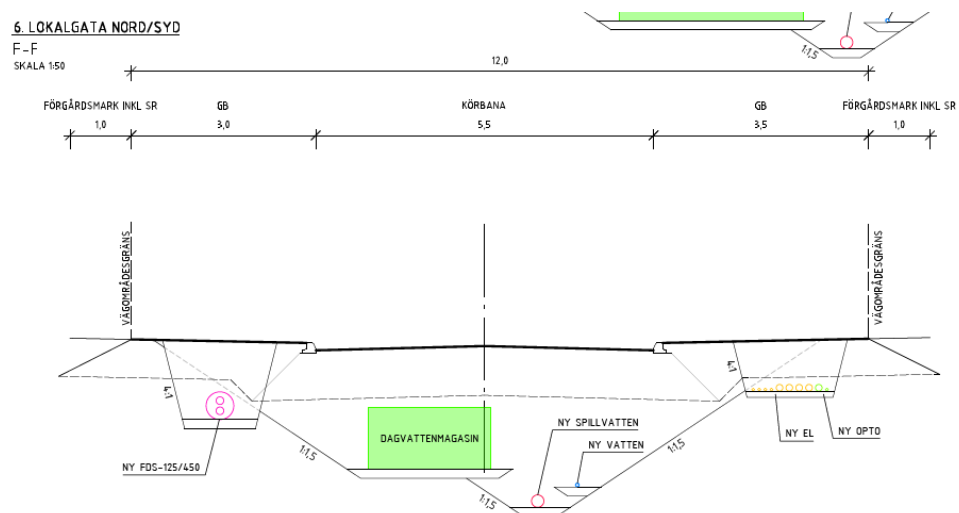 6. LOKALGATA NORD/SYD
F-F
SKALA 1:50
1:1,5
12,0
FÖRGÅRDSMARK INKL SR
GB
KÖRBANA
GB
FÖRGÅRDSMARK INKL SR
1,0
3,0
5,5
3,5
1,0
VÄGOMRÅDESGRÄNS
VÄGOMRÅDESGRÄNS
4:1
4:1
DAGVATTENMAGASIN
NY SPILLVATTEN
NY VATTEN
NY EL
NY OPTO
NY FDS-125/450
1:1,5
1:1,5
1:1,5